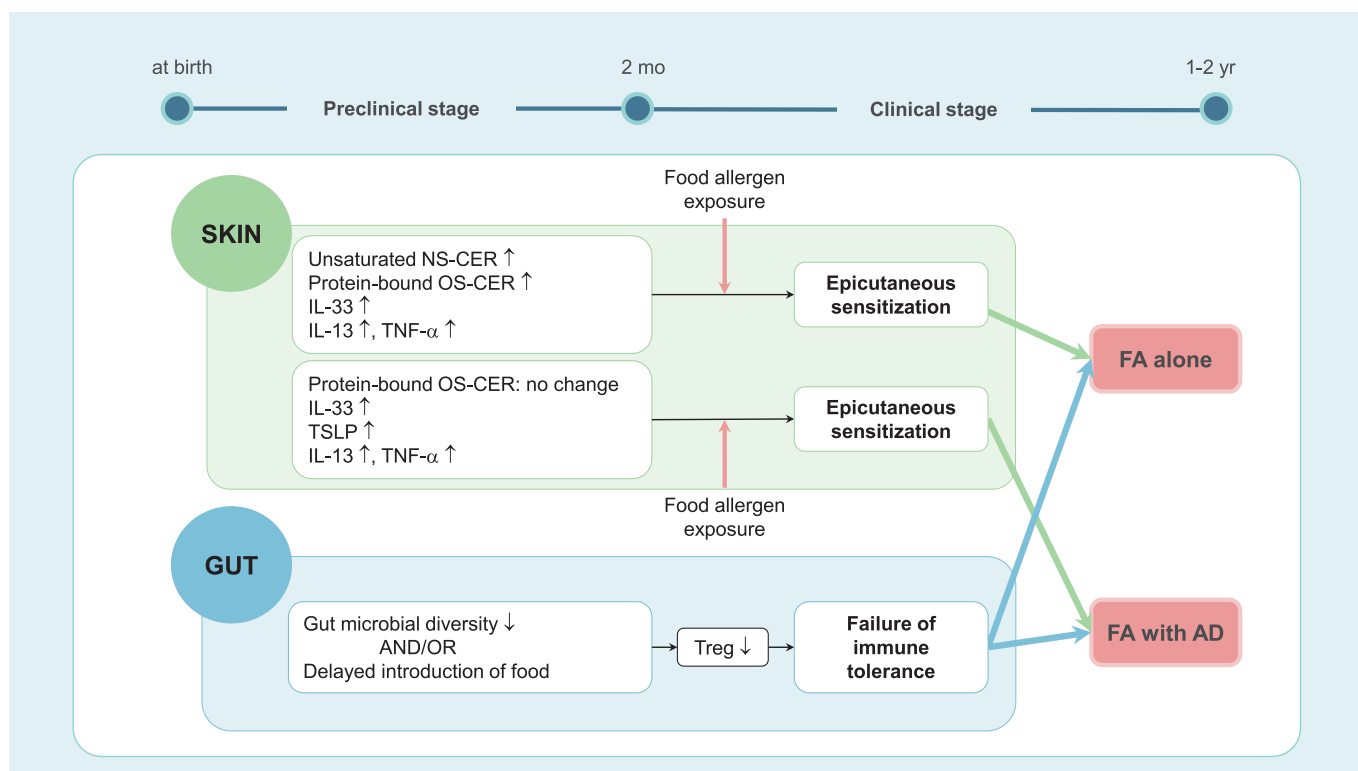 at birth
2 mo
1-2 yr
Preclinical stage
Clinical stage
Food allergen
exposure
SKIN
Unsaturated NS-CER ↑
Protein-bound OS-CER ↑
IL-33 ↑
IL-13 ↑, TNF-α ↑
Epicutaneous
sensitization
FA alone
Protein-bound OS-CER: no change
IL-33 ↑
TSLP ↑
IL-13 ↑, TNF-α ↑
Epicutaneous
sensitization
Food allergen
exposure
GUT
Gut microbial diversity ↓
AND/OR
Delayed introduction of food
Treg ↓
Failure of
immune
tolerance
FA with AD